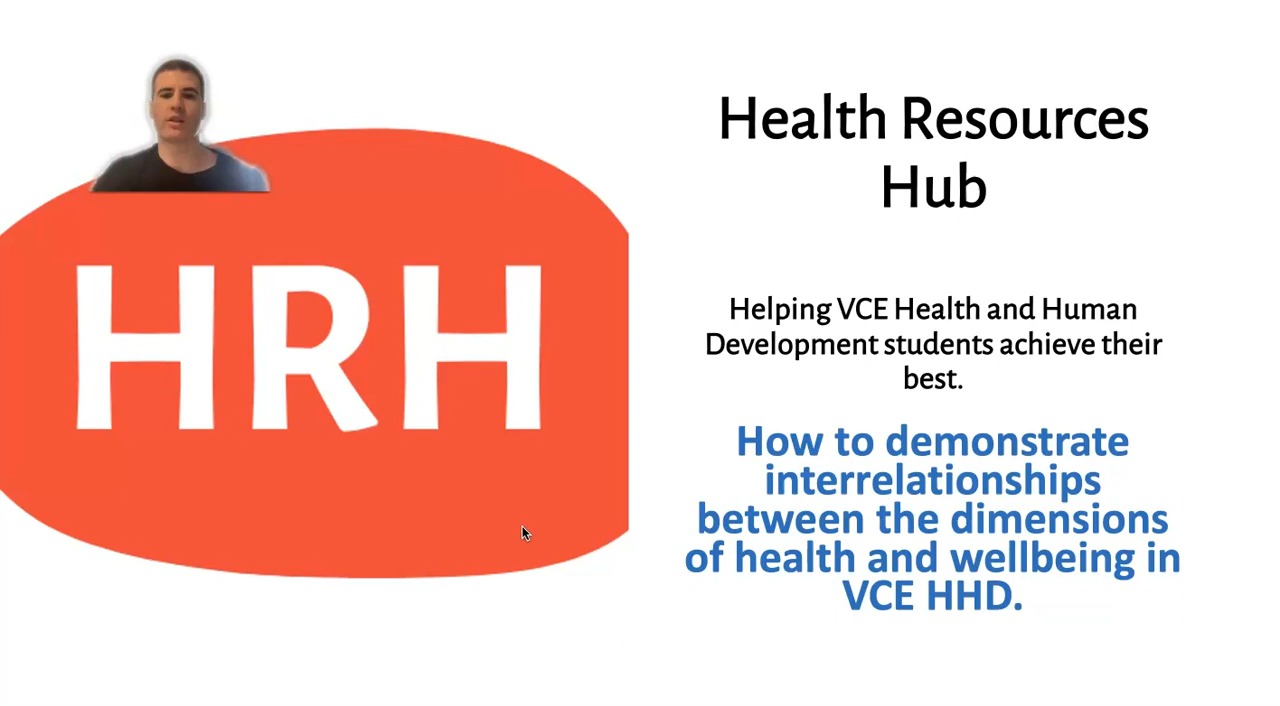 HRH
Health Resources
Hub
Helping VCE Health and Human
Development students achieve their
best.
How to demonstrate
interrelationships
between the dimensions
of health and wellbeing in
VCE HHD.